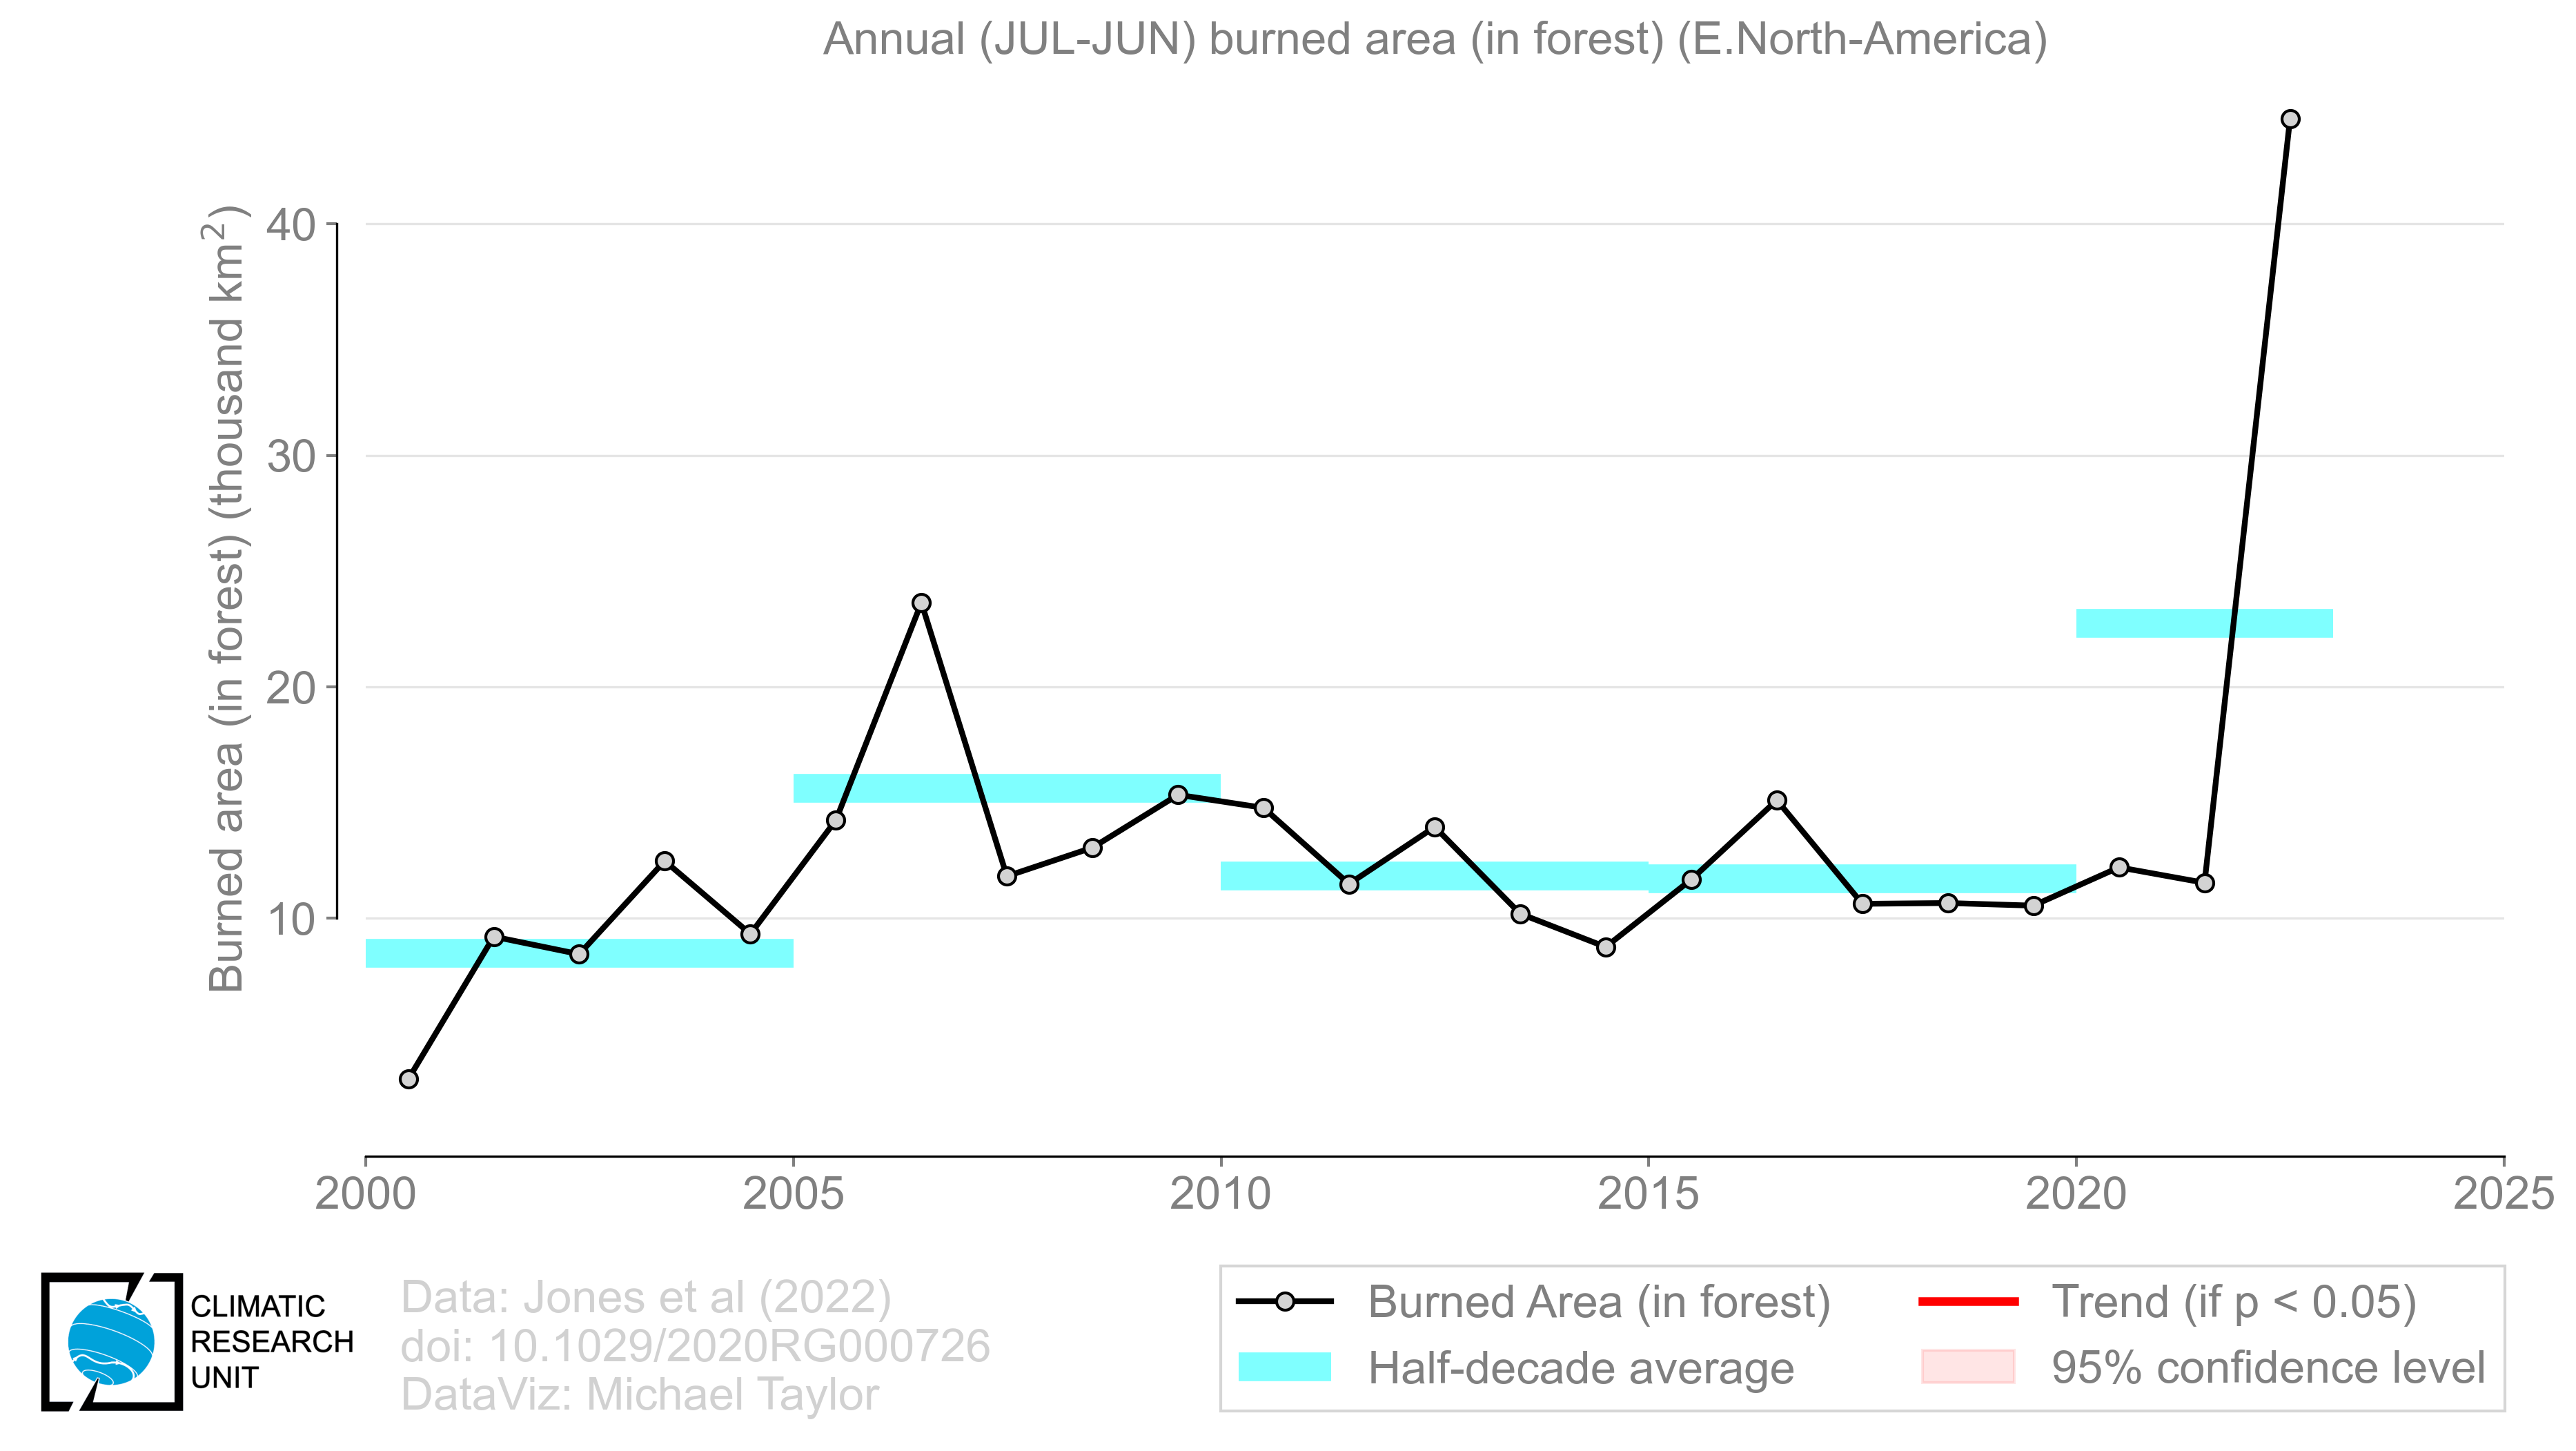 Annual (JUL-JUN) burned area (in forest) (E.North-America)
Burned area (in forest) (thousand km²)
40
30
20
10
2000
2005
2010
2015
2020
2025
CLIMATIC
RESEARCH
UNIT
Data: Jones et al (2022)
doi: 10.1029/2020RG000726
DataViz: Michael Taylor
Burned Area (in forest)
Half-decade average
Trend (if p < 0.05)
95% confidence level